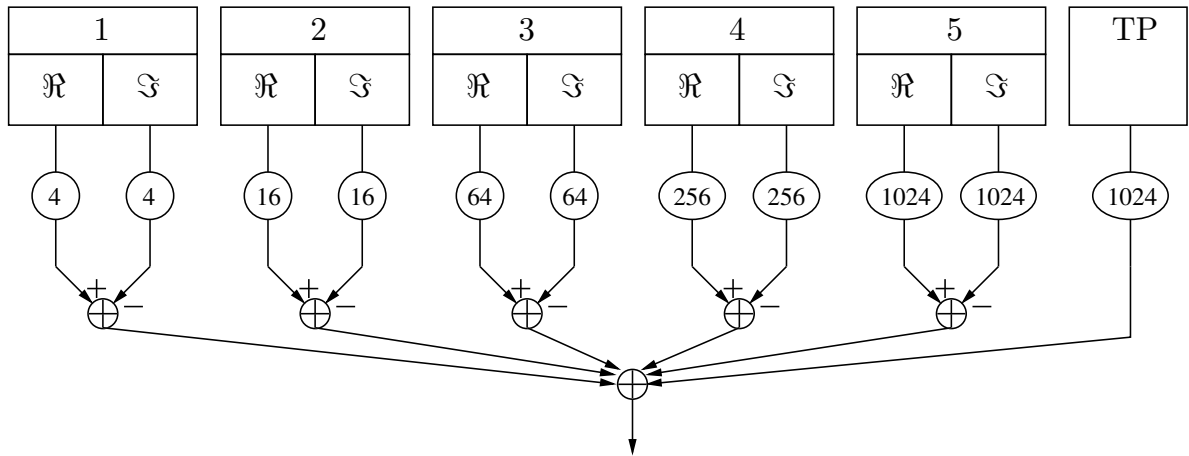 1 2 3 4 5 TP
ℜ ℑ ℜ ℑ ℜ ℑ ℜ ℑ ℜ ℑ
4 4 16 16 64 64 256 256 1024 1024 1024
+ − + − + − + − + −